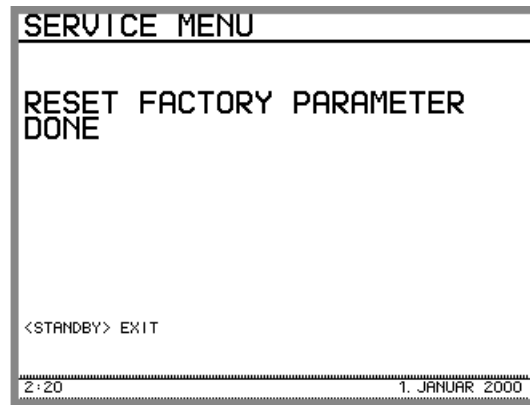 SERVICE MENU
RESET FACTORY PARAMETER
DONE
<STANDBY> EXIT
2:20 1. JANUAR 2000